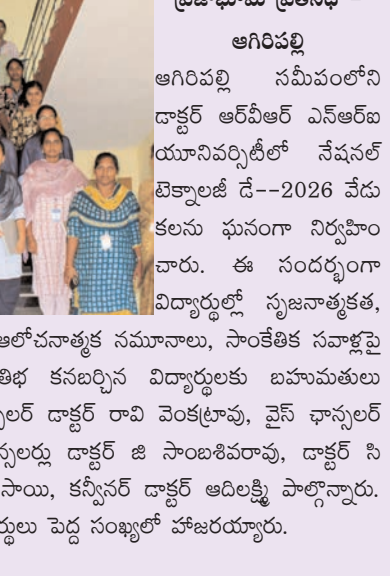 ప్రజాభూమి ప్రతినిధి -
ఆగిరిపల్లి
ఆగిరిపల్లి సమీపంలోని
డాక్టర్ ఆర్‌వీఆర్ ఎన్‌ఆర్‌ఐ
యూనివర్సిటీలో నేషనల్
టెక్నాలజీ డే--2026 వేడు
కలను ఘనంగా నిర్వహిం
చారు. ఈ సందర్భంగా
విద్యార్థుల్లో సృజనాత్మకత,
ఆలోచనాత్మక నమూనాలు, సాంకేతిక సవాళ్లపై
తిభ కనబర్చిన విద్యార్థులకు బహుమతులు
లర్ డాక్టర్ రావి వెంకట్రావు, వైస్ ఛాన్సలర్
న్సలర్లు డాక్టర్ జి సాంబశివరావు, డాక్టర్ సి
సాయి, కన్వీనర్ డాక్టర్ ఆదిలక్ష్మి పాల్గొన్నారు.
ర్థులు పెద్ద సంఖ్యలో హాజరయ్యారు.